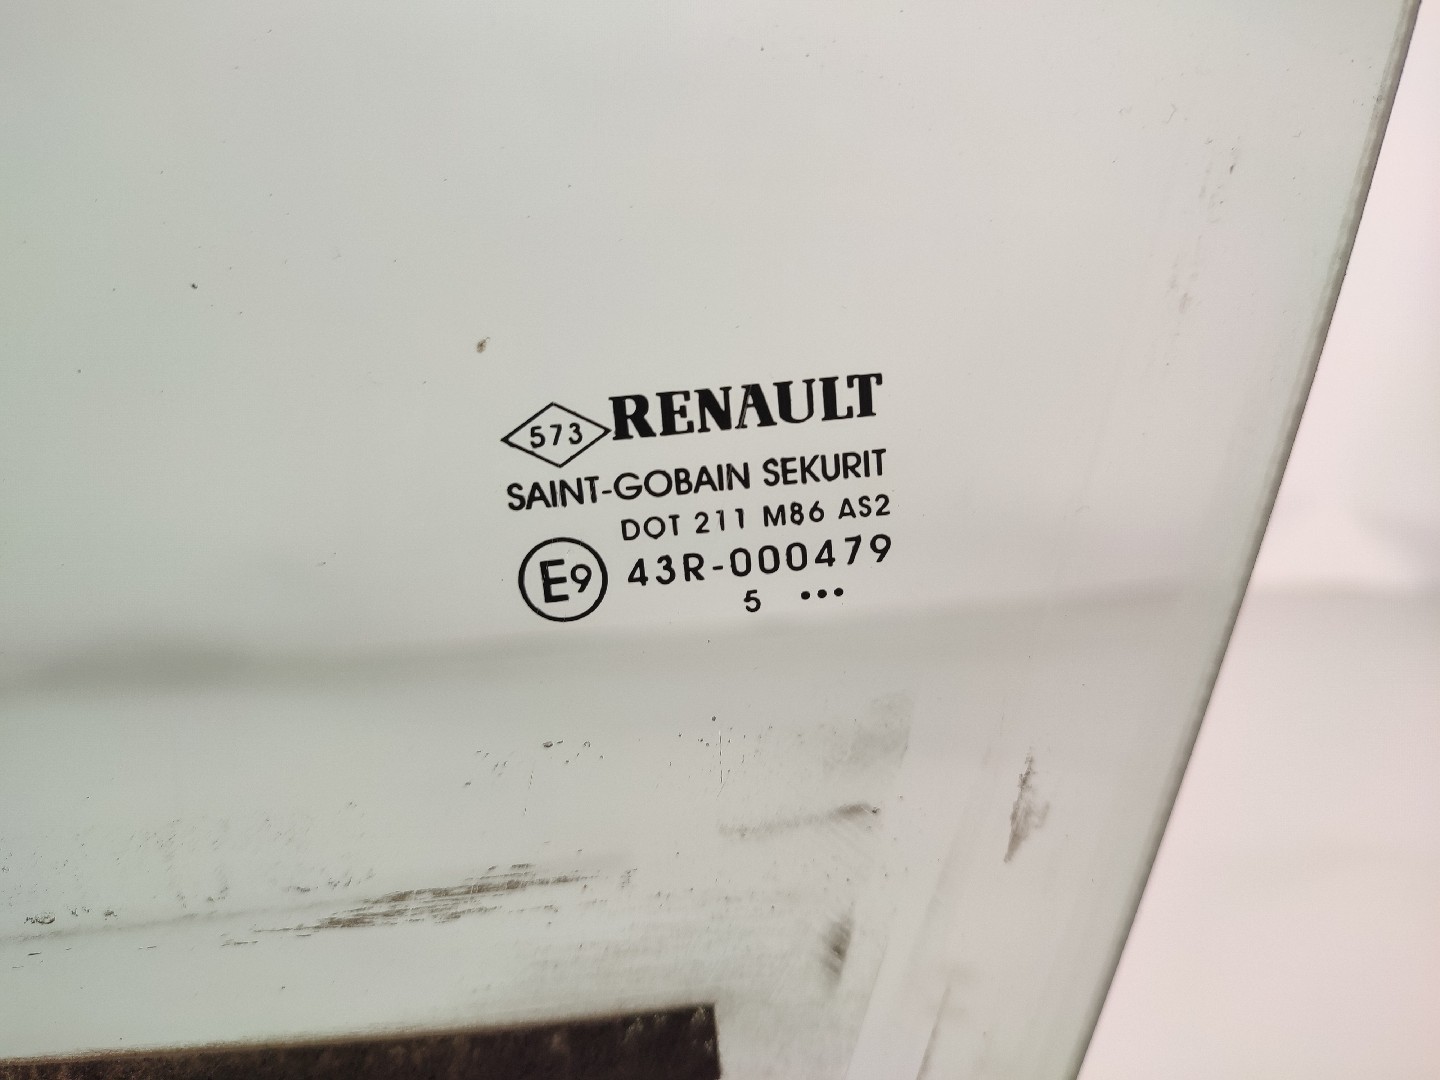 573 RENAULT
SAINT-GOBAIN SEKURIT
DOT 211 M86 AS2
E9 43R-000479
5 •••